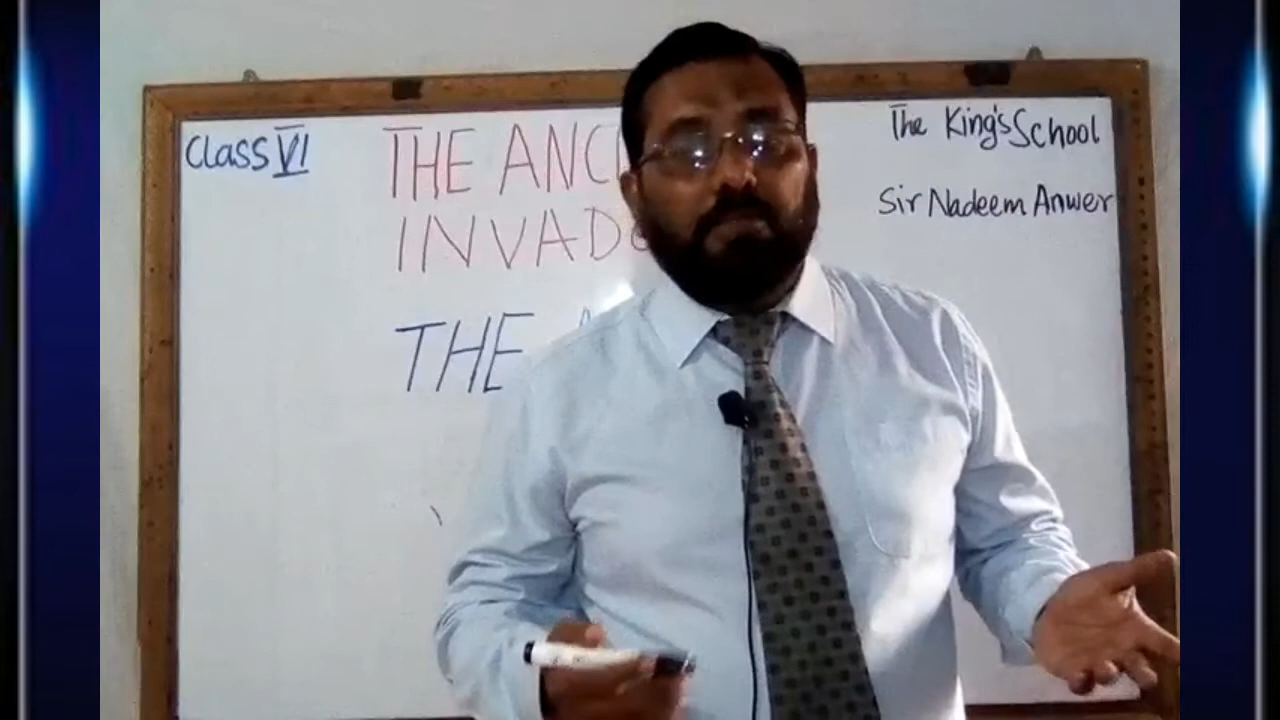 Class VI
THE ANC
INVAD
THE
The King's School
Sir Nadeem Anwer